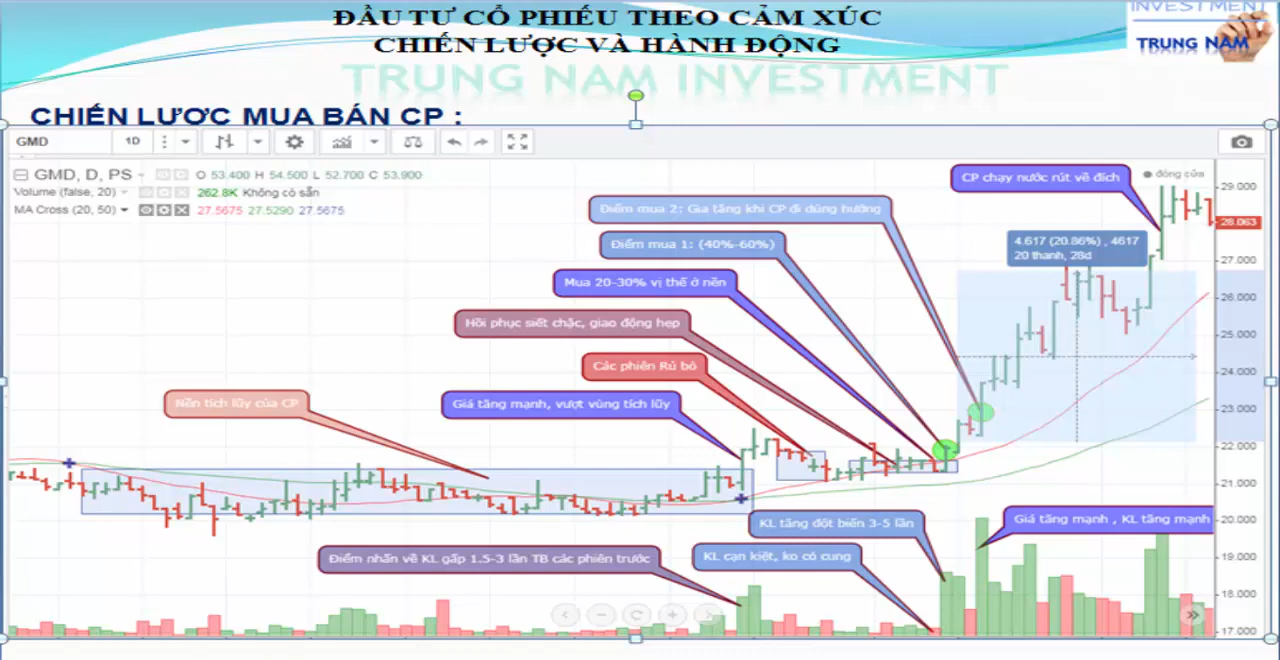 ĐẦU TƯ CỔ PHIẾU THEO CẢM XÚC
CHIẾN LƯỢC VÀ HÀNH ĐỘNG
INVESTMENT
TRUNG NAM
TRUNG NAM INVESTMENT
CHIẾN LƯỢC MUA BÁN CP :
GMD
1D
GMD, D, PS
O 53.400 H 54.500 L 52.700 C 53.900
Volume (false, 20)
262.8K Không có sẵn
MA Cross (20, 50)
27.5675 27.5290 27.5675
đóng cửa
CP chạy nước rút về đích
Điểm mua 2: Gia tăng khi CP đi đúng hướng
Điểm mua 1: (40%-60%)
4.617 (20.86%) , 4617
20 thanh, 28d
Mua 20-30% vị thế ở nền
Hồi phục siết chặc, giao động hẹp
Các phiên Rủ bỏ
Giá tăng mạnh, vượt vùng tích lũy
Nền tích lũy của CP
KL tăng đột biến 3-5 lần
Giá tăng mạnh , KL tăng mạnh
KL cạn kiệt, ko có cung
Điểm nhấn về KL gấp 1.5-3 lần TB các phiên trước
29.000
28.063
27.000
26.000
25.000
24.000
23.000
22.000
21.000
20.000
19.000
18.000
17.000